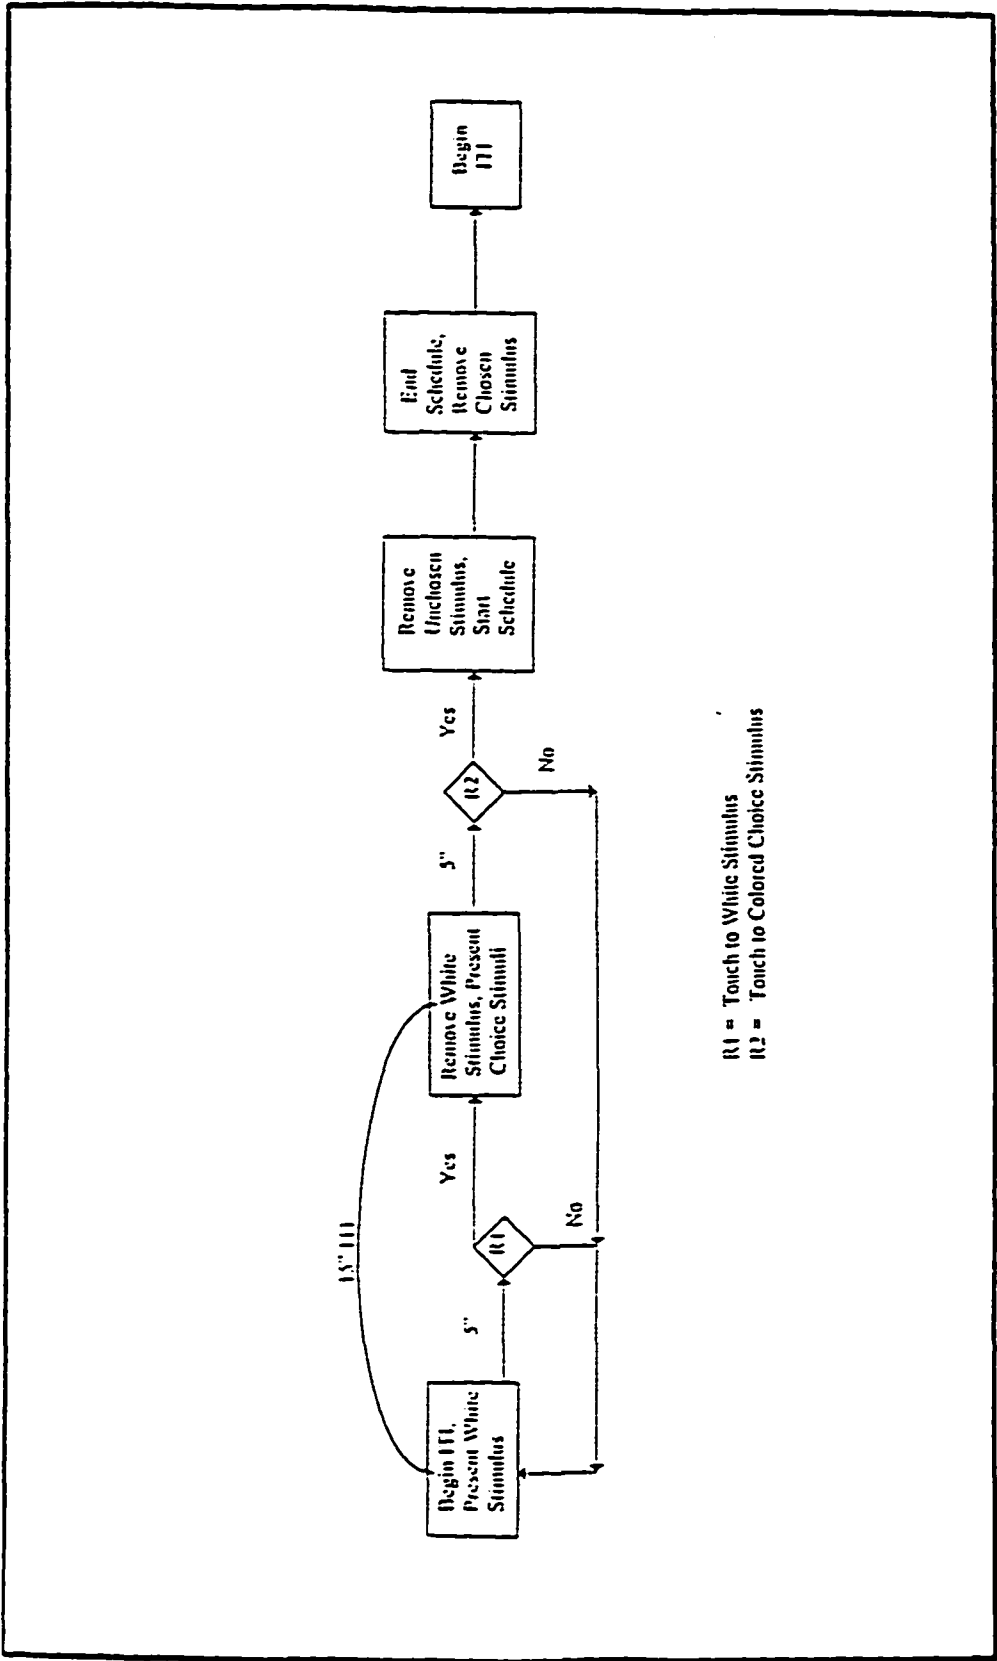 15" ITI
Begin ITI,
Present White
Stimulus
5"
R1
Yes
No
Remove White
Stimulus, Present
Choice Stimuli
5"
R2
Yes
No
Remove
Unchosen
Stimulus,
Start
Schedule
End
Schedule,
Remove
Chosen
Stimulus
Begin
ITI
R1 = Touch to White Stimulus
R2 = Touch to Colored Choice Stimulus